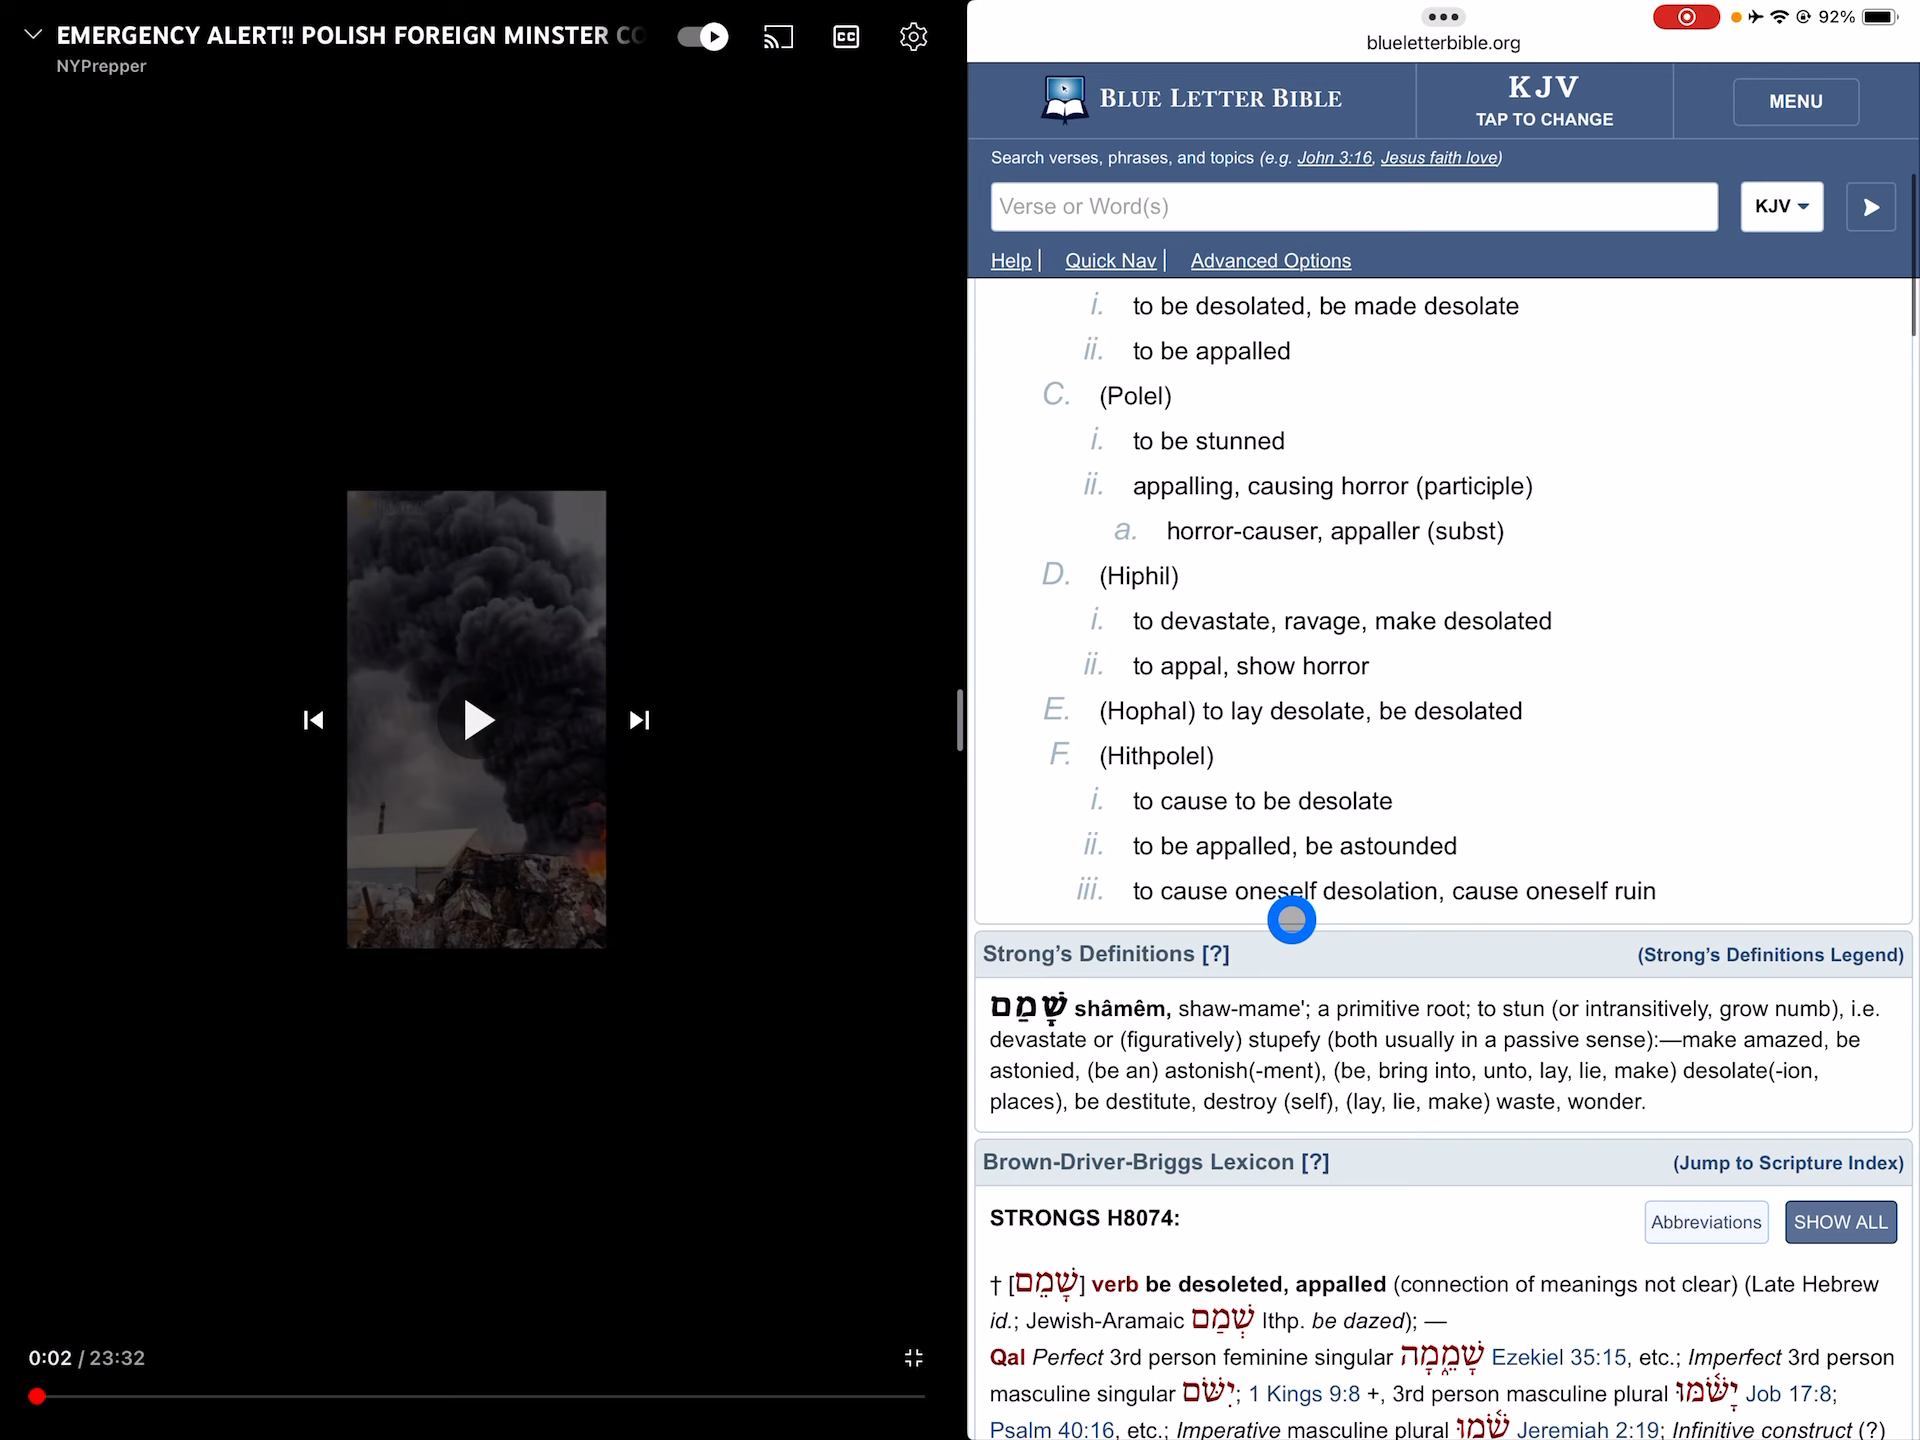 EMERGENCY ALERT!! POLISH FOREIGN MINSTER CO
NYPrepper
CC
0:02 / 23:32
92%
blueletterbible.org
BLUE LETTER BIBLE
KJV
TAP TO CHANGE
MENU
Search verses, phrases, and topics (e.g. John 3:16, Jesus faith love)
Verse or Word(s)
KJV
Help | Quick Nav | Advanced Options
i. to be desolated, be made desolate
ii. to be appalled
C. (Polel)
i. to be stunned
ii. appalling, causing horror (participle)
a. horror-causer, appaller (subst)
D. (Hiphil)
i. to devastate, ravage, make desolated
ii. to appal, show horror
E. (Hophal) to lay desolate, be desolated
F. (Hithpolel)
i. to cause to be desolate
ii. to be appalled, be astounded
iii. to cause oneself desolation, cause oneself ruin
Strong's Definitions [?] (Strong's Definitions Legend)
שָׁמֵם shâmêm, shaw-mame'; a primitive root; to stun (or intransitively, grow numb), i.e.
devastate or (figuratively) stupefy (both usually in a passive sense):—make amazed, be
astonied, (be an) astonish(-ment), (be, bring into, unto, lay, lie, make) desolate(-ion,
places), be destitute, destroy (self), (lay, lie, make) waste, wonder.
Brown-Driver-Briggs Lexicon [?] (Jump to Scripture Index)
STRONGS H8074:
Abbreviations
SHOW ALL
† [שָׁמֵם] verb be desoleted, appalled (connection of meanings not clear) (Late Hebrew
id.; Jewish-Aramaic שְׁמַם Ithp. be dazed); —
Qal Perfect 3rd person feminine singular שָׁמֵ֑מָה Ezekiel 35:15, etc.; Imperfect 3rd person
masculine singular יִשֹּׁם; 1 Kings 9:8 +, 3rd person masculine plural יָשֹׁ֫מּוּ Job 17:8;
Psalm 40:16, etc.; Imperative masculine plural שֹׁ֫מּוּ Jeremiah 2:19; Infinitive construct (?)